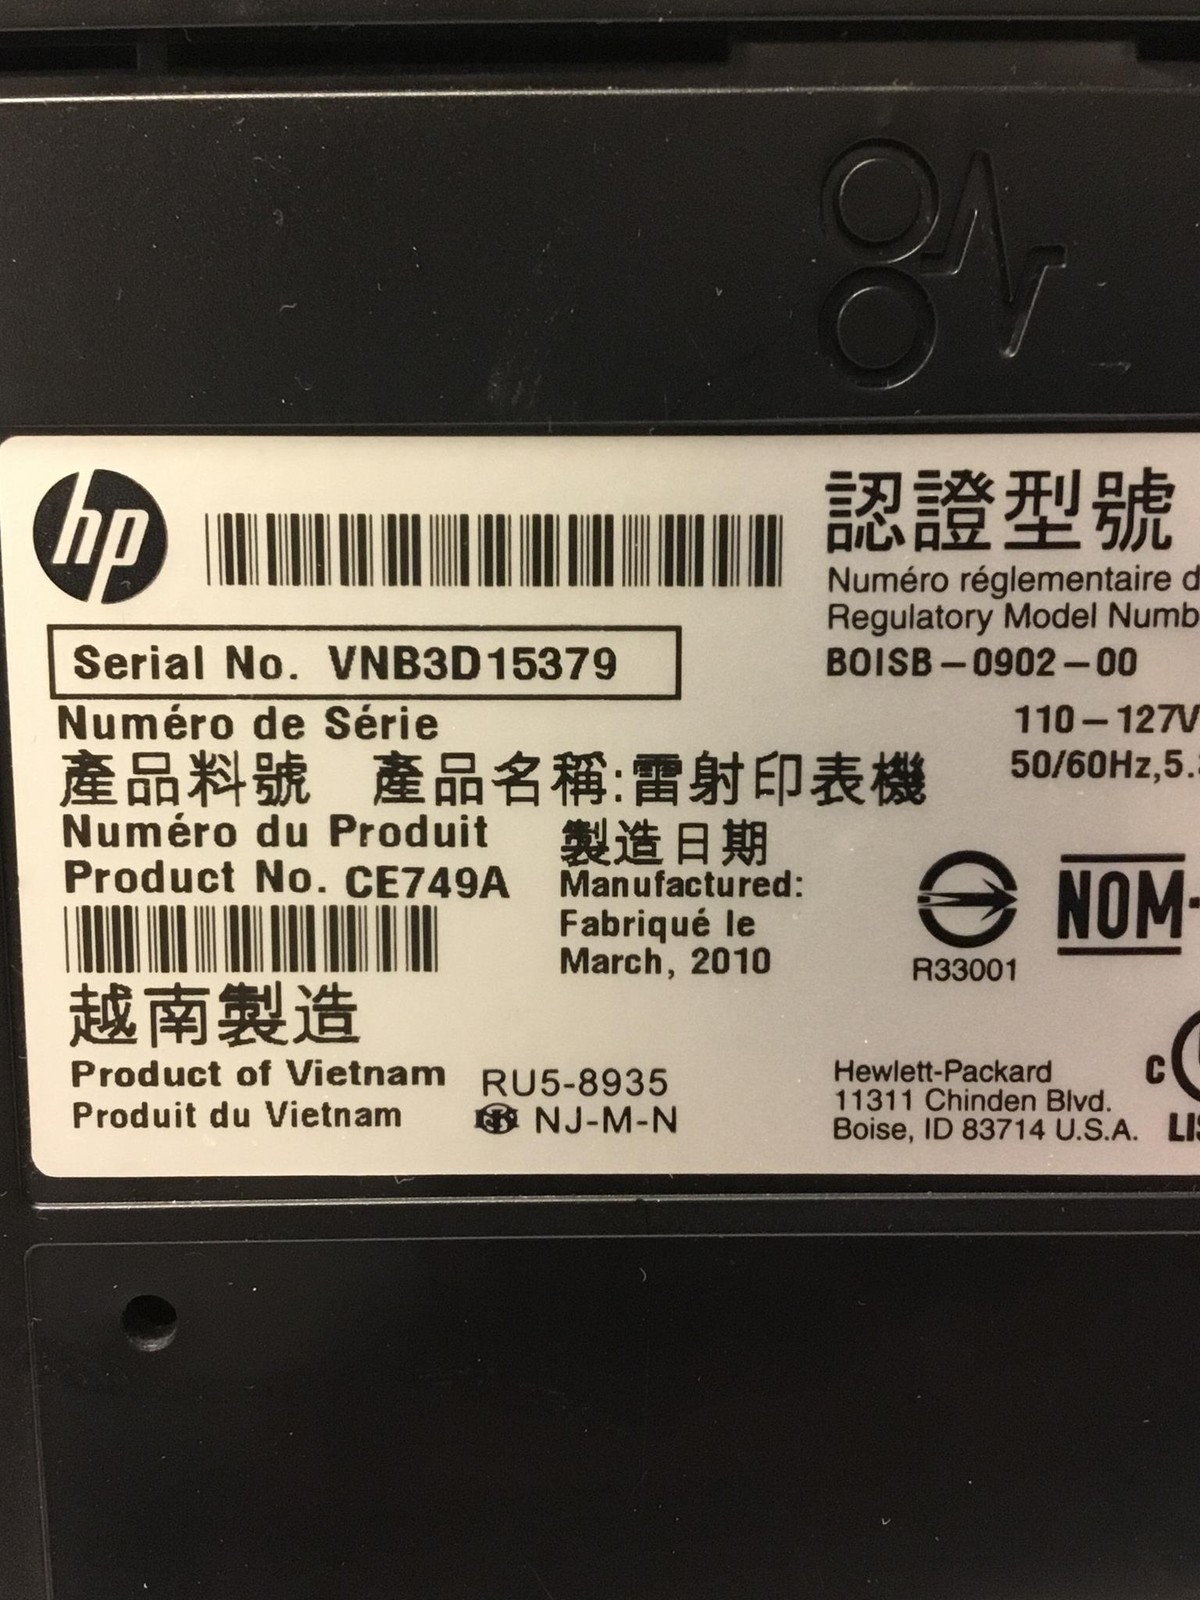 hp
認證型號
Numéro réglementaire d
Regulatory Model Numb
BOISB-0902-00
Serial No. VNB3D15379
Numéro de Série
110-127V
50/60Hz,5.
產品料號 產品名稱:雷射印表機
Numéro du Produit
Product No. CE749A
製造日期
Manufactured:
Fabriqué le
March, 2010
R33001
NOM-
越南製造
Product of Vietnam
Produit du Vietnam
RU5-8935
NJ-M-N
Hewlett-Packard
11311 Chinden Blvd.
Boise, ID 83714 U.S.A.
C
LIS